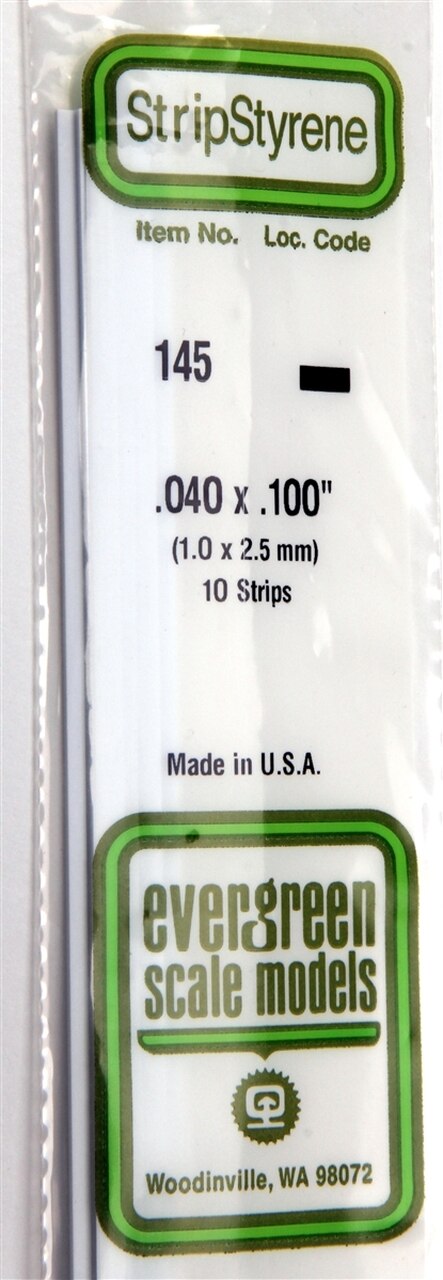 StripStyrene
Item No. Loc. Code
145
.040 x .100"
(1.0 x 2.5 mm)
10 Strips
Made in U.S.A.
evergreen
scale models
Woodinville, WA 98072